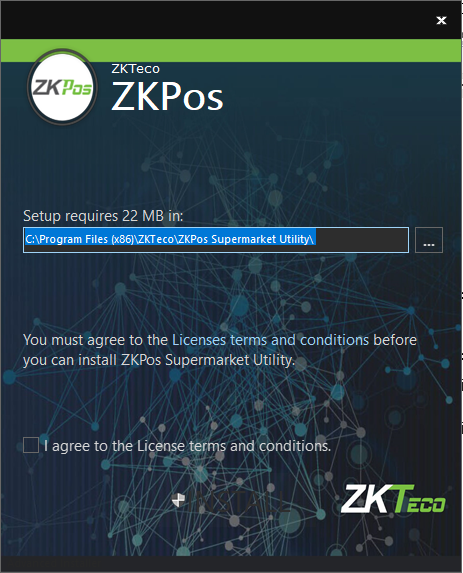 ×
ZKPos
ZKTeco
ZKPos
Setup requires 22 MB in:
C:\Program Files (x86)\ZKTeco\ZKPos Supermarket Utility\
...
You must agree to the Licenses terms and conditions before
you can install ZKPos Supermarket Utility.
I agree to the License terms and conditions.
ZKTeco